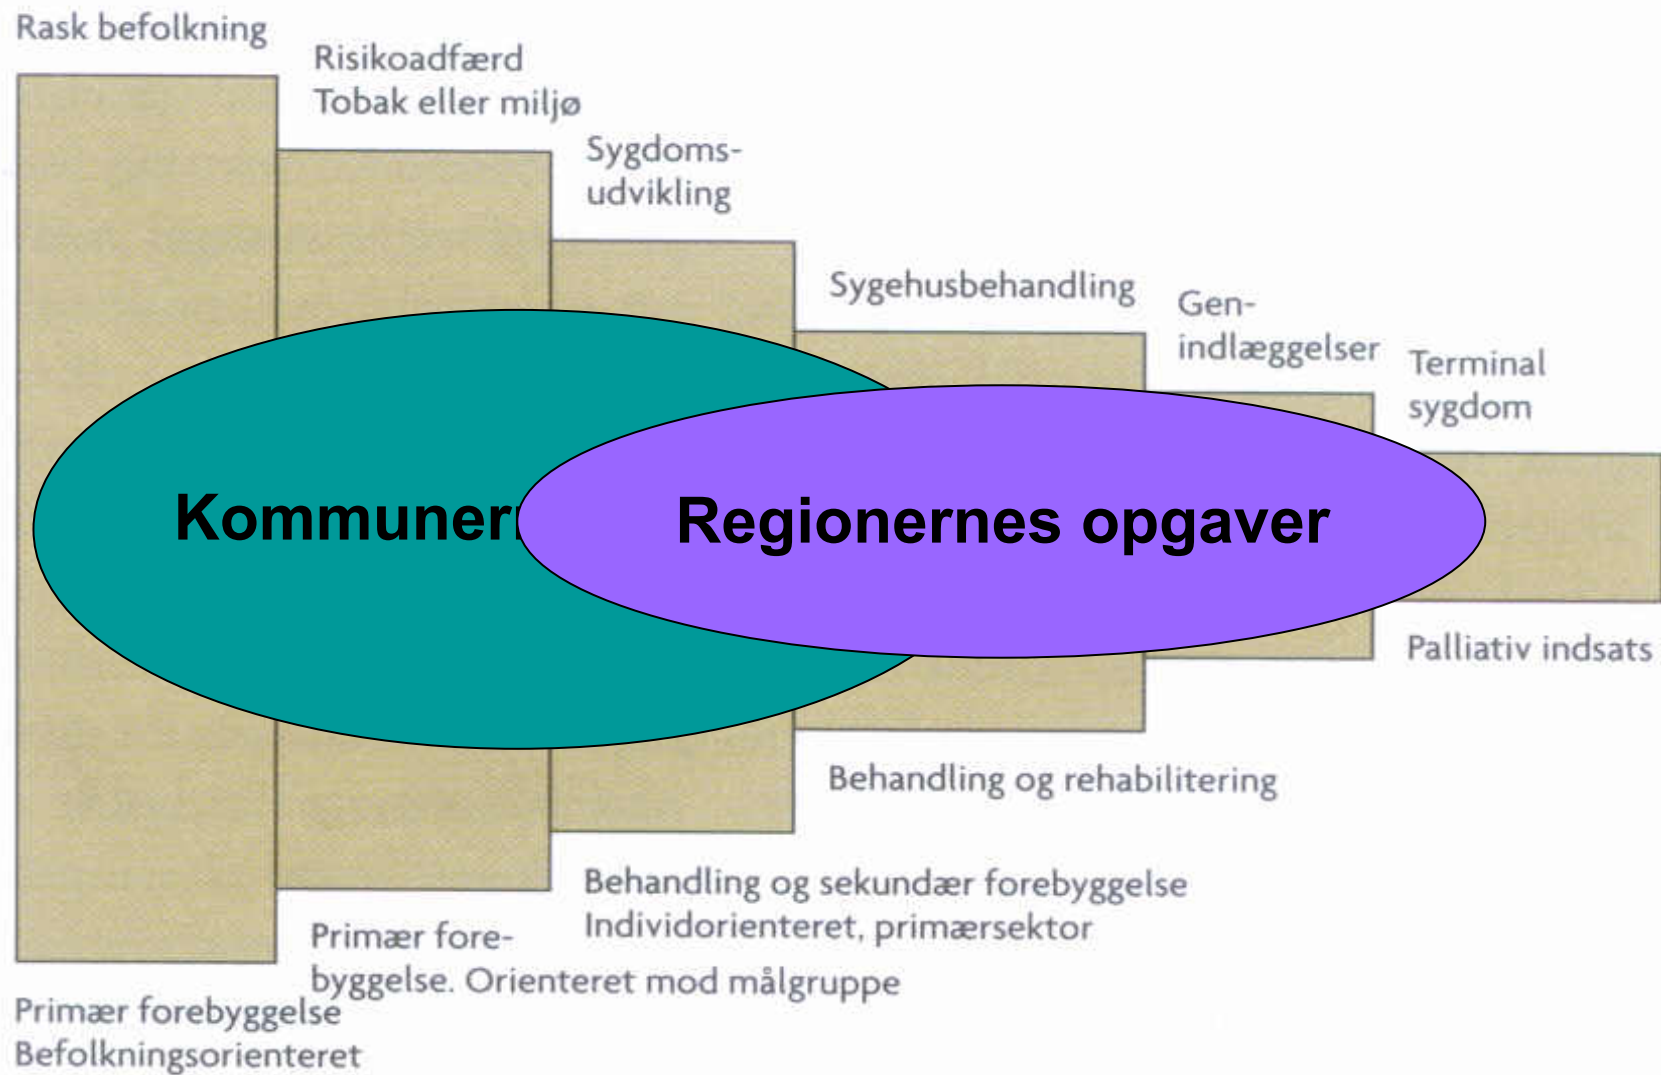 Rask befolkning
Risikoadfærd
Tobak eller miljø
Sygdoms-
udvikling
Sygehusbehandling
Gen-
indlæggelser
Terminal
sygdom
Regionernes opgaver
Palliativ indsats
Behandling og rehabilitering
Behandling og sekundær forebyggelse
Individorienteret, primærsektor
Primær fore-
byggelse. Orienteret mod målgruppe
Primær forebyggelse
Befolkningsorienteret